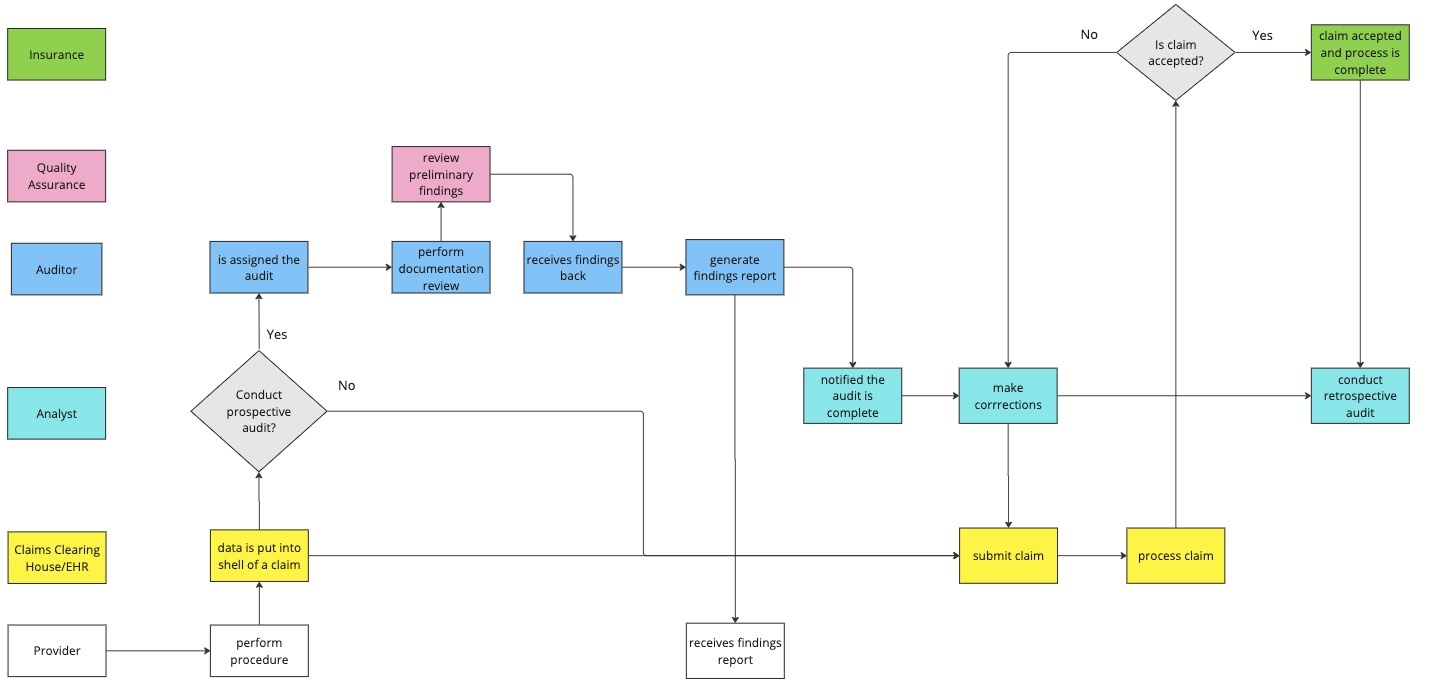 Insurance
No
Is claim
accepted?
Yes
claim accepted
and process is
complete
Quality
Assurance
review
preliminary
findings
Auditor
is assigned the
audit
perform
documentation
review
receives findings
back
generate
findings report
Yes
Analyst
Conduct
prospective
audit?
No
notified the
audit is
complete
make
corrrections
conduct
retrospective
audit
Claims Clearing
House/EHR
data is put into
shell of a claim
submit claim
process claim
Provider
perform
procedure
receives findings
report